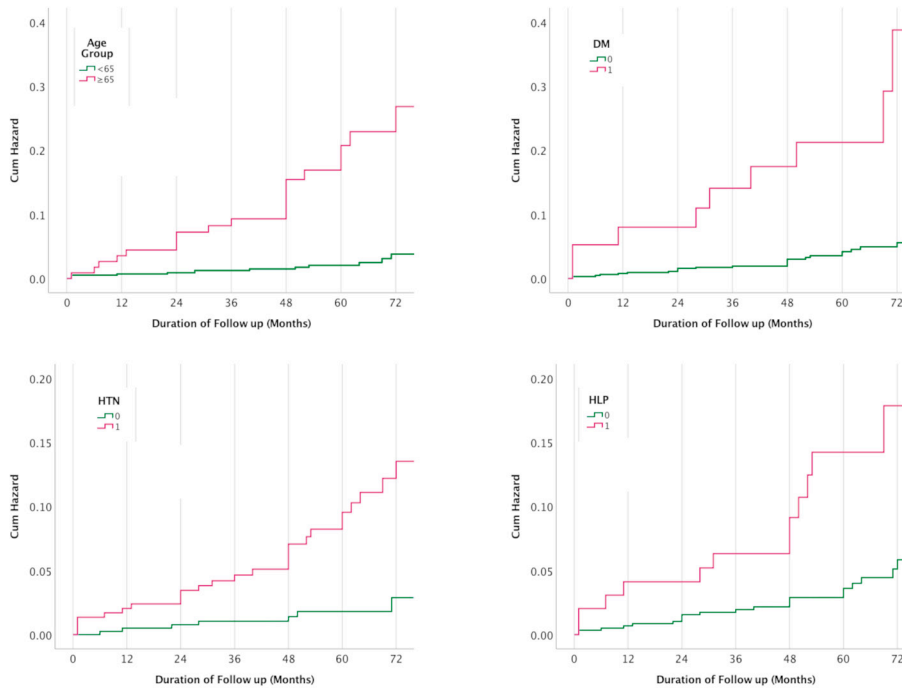 Age
Group
<65
≥65
0.4
0.3
0.2
0.1
0.0
Cum Hazard
0 12 24 36 48 60 72
Duration of Follow up (Months)
DM
0
1
0.4
0.3
0.2
0.1
0.0
Cum Hazard
0 12 24 36 48 60 72
Duration of Follow up (Months)
HTN
0
1
0.20
0.15
0.10
0.05
0.00
Cum Hazard
0 12 24 36 48 60 72
Duration of Follow up (Months)
HLP
0
1
0.20
0.15
0.10
0.05
0.00
Cum Hazard
0 12 24 36 48 60 72
Duration of Follow up (Months)